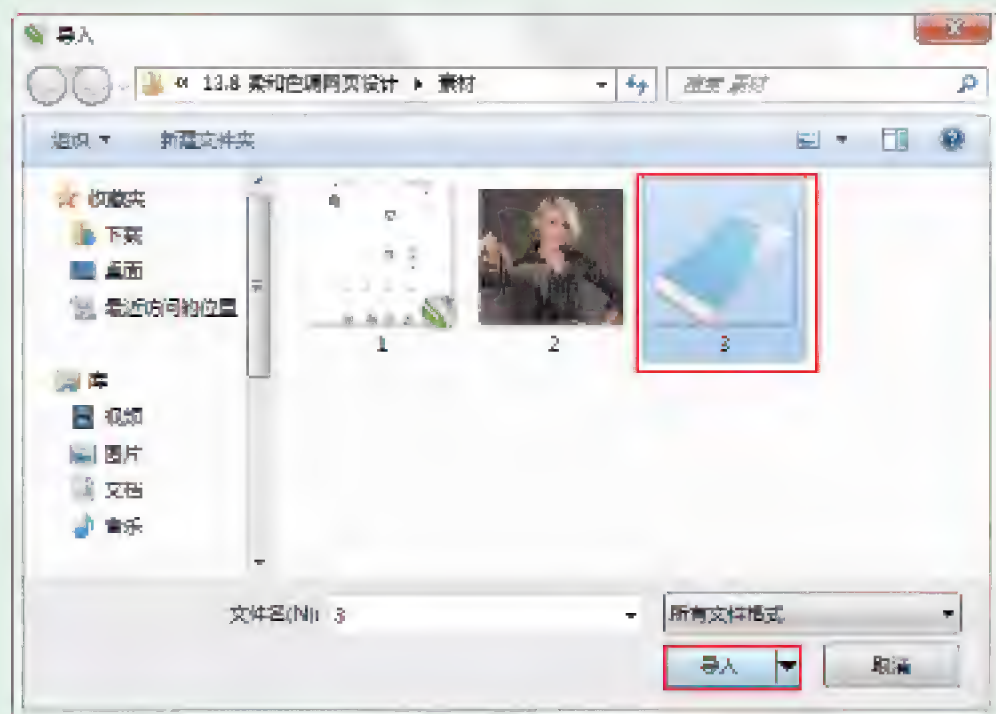 导入
« 13.8 柔和色调网页设计 ▸ 素材
搜索 素材
组织 ▼
新建文件夹
收藏夹
下载
桌面
最近访问的位置
库
视频
图片
文档
音乐
1
2
3
文件名(N): 3
所有文件格式
导入
取消